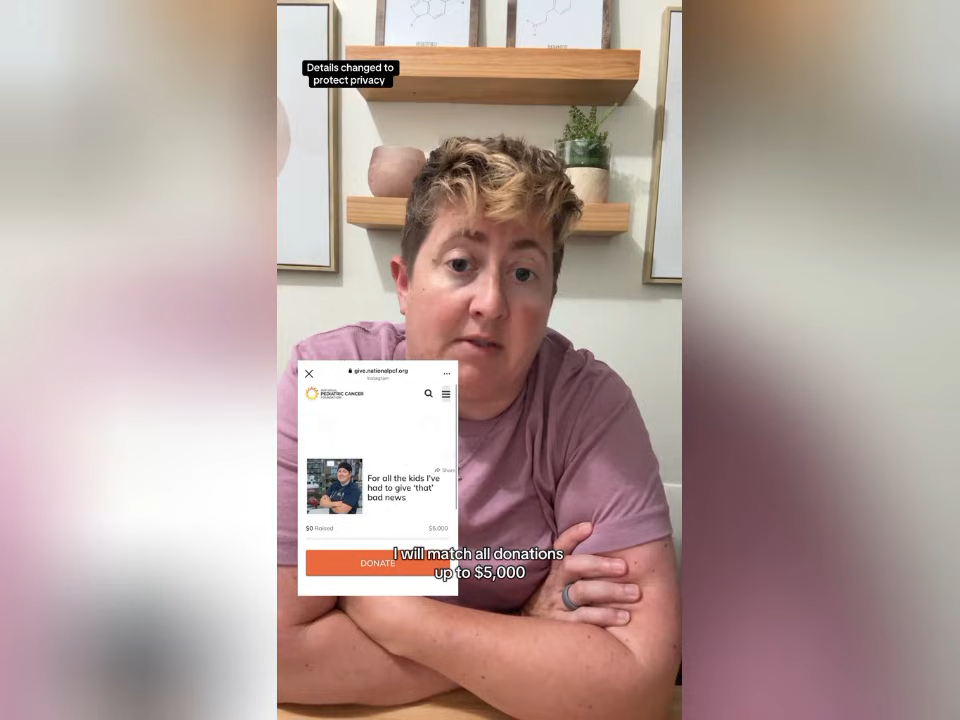 Details changed to
protect privacy
give.nationalpcf.org
Instagram
NATIONAL
PEDIATRIC CANCER
FOUNDATION
Share
For all the kids I've
had to give 'that'
bad news
$0 Raised
$5,000
DONATE
I will match all donations
up to $5,000